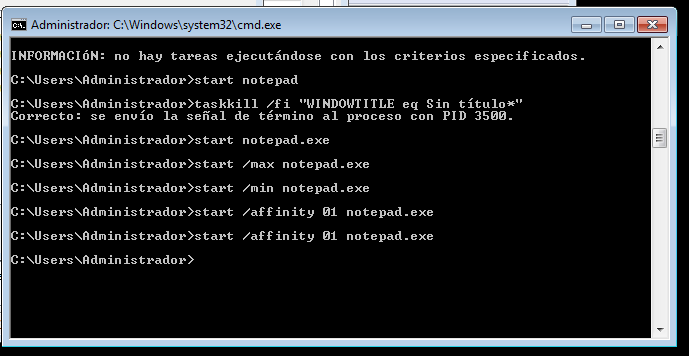 Administrador: C:\Windows\system32\cmd.exe
INFORMACIÓN: no hay tareas ejecutándose con los criterios especificados.
C:\Users\Administrador>start notepad
C:\Users\Administrador>taskkill /fi "WINDOWTITLE eq Sin título*"
Correcto: se envío la señal de término al proceso con PID 3500.
C:\Users\Administrador>start notepad.exe
C:\Users\Administrador>start /max notepad.exe
C:\Users\Administrador>start /min notepad.exe
C:\Users\Administrador>start /affinity 01 notepad.exe
C:\Users\Administrador>start /affinity 01 notepad.exe
C:\Users\Administrador>